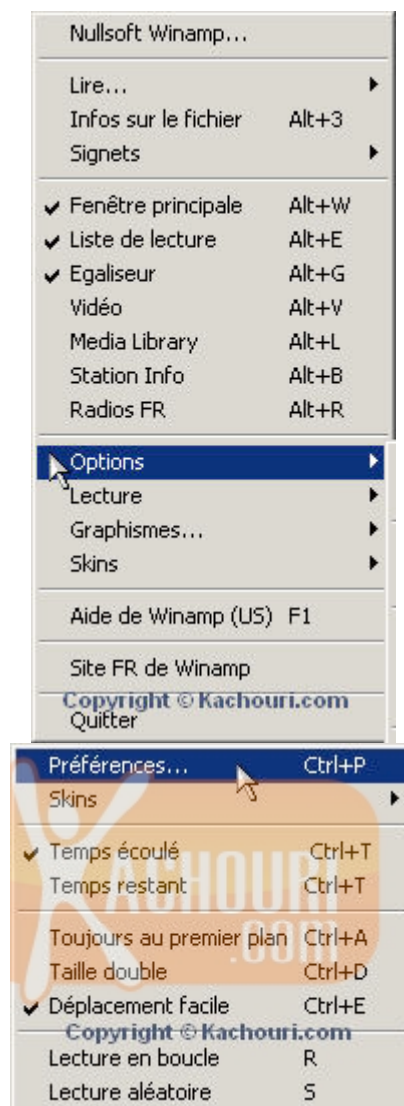 Nullsoft Winamp...
Lire...
Infos sur le fichier Alt+3
Signets
Fenêtre principale Alt+W
Liste de lecture Alt+E
Egaliseur Alt+G
Vidéo Alt+V
Media Library Alt+L
Station Info Alt+B
Radios FR Alt+R
Options
Lecture
Graphismes...
Skins
Aide de Winamp (US) F1
Site FR de Winamp
Copyright © Kachouri.com
Quitter
Préférences... Ctrl+P
Skins
Temps écoulé Ctrl+T
Temps restant Ctrl+T
KACHOURI
.COM
Toujours au premier plan Ctrl+A
Taille double Ctrl+D
Déplacement facile Ctrl+E
Copyright © Kachouri.com
Lecture en boucle R
Lecture aléatoire S